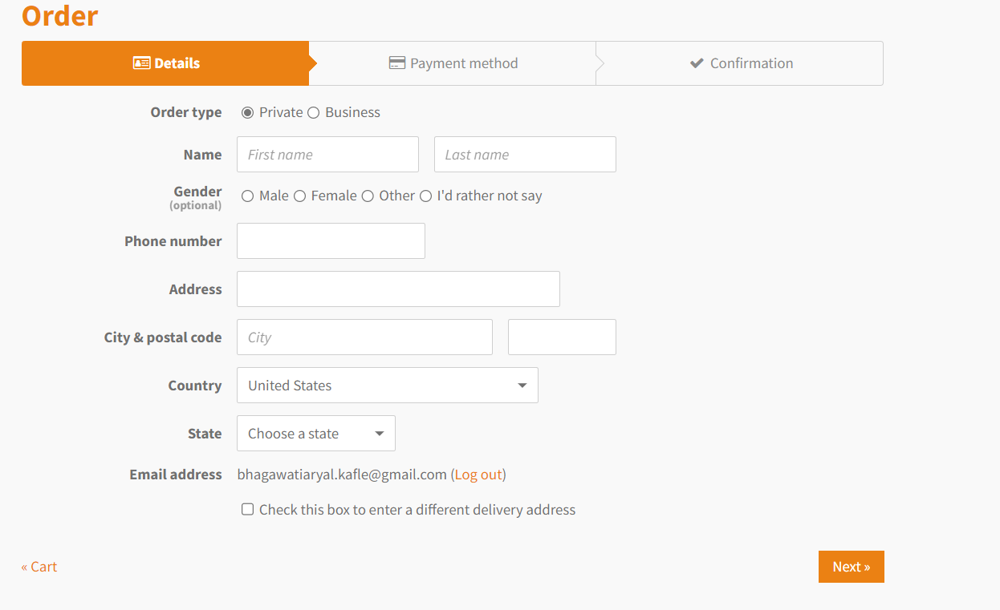 Order
Details Payment method Confirmation
Order type Private Business
Name First name Last name
Gender Male Female Other I'd rather not say
(optional)
Phone number
Address
City & postal code City
Country United States
State Choose a state
Email address bhagawatiaryal.kafle@gmail.com (Log out)
Check this box to enter a different delivery address
« Cart Next »